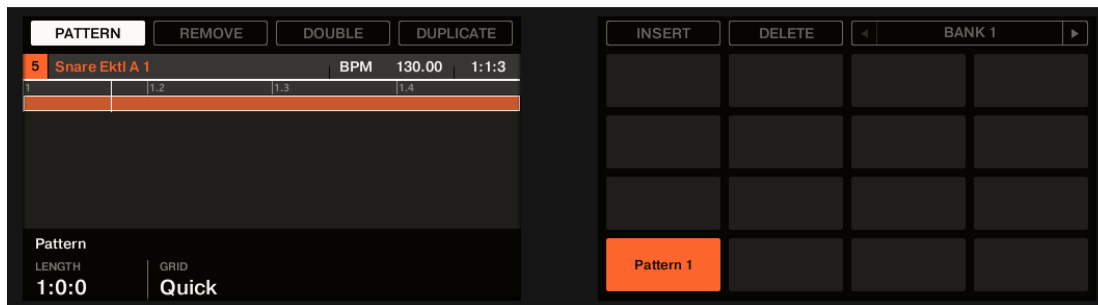 PATTERN REMOVE DOUBLE DUPLICATE
5 Snare Ektl A 1 BPM 130.00 1:1:3
1 1.2 1.3 1.4
Pattern
LENGTH GRID
1:0:0 Quick
INSERT DELETE BANK 1
Pattern 1